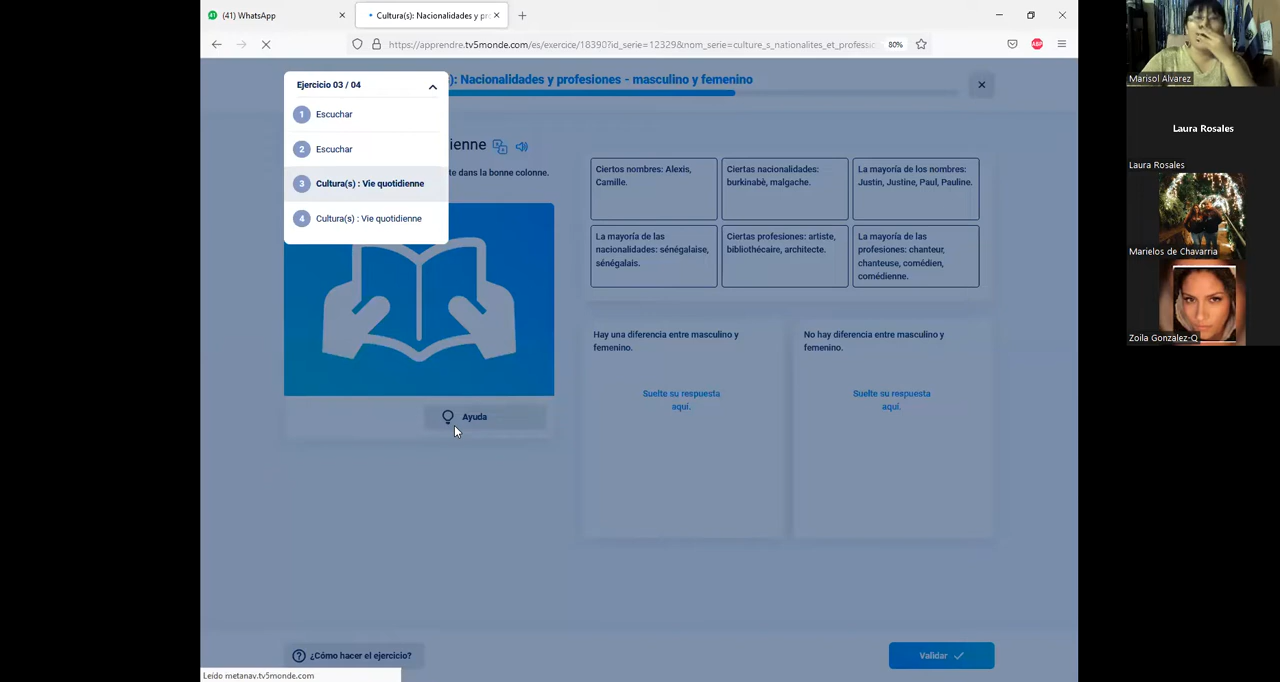 (41) WhatsApp
Cultura(s): Nacionalidades y pro
https://apprendre.tv5monde.com/es/exercice/18390?id_serie=12329&nom_serie=culture_s_nationalites_et_profession
80%
ABP
Ejercicio 03 / 04
1 Escuchar
2 Escuchar
3 Cultura(s) : Vie quotidienne
4 Cultura(s) : Vie quotidienne
): Nacionalidades y profesiones - masculino y femenino
ienne
te dans la bonne colonne.
Ayuda
Ciertos nombres: Alexis,
Camille.
Ciertas nacionalidades:
burkinabè, malgache.
La mayoría de los nombres:
Justin, Justine, Paul, Pauline.
La mayoría de las
nacionalidades: sénégalaise,
sénégalais.
Ciertas profesiones: artiste,
bibliothécaire, architecte.
La mayoría de las
profesiones: chanteur,
chanteuse, comédien,
comédienne.
Hay una diferencia entre masculino y
femenino.
Suelte su respuesta
aquí.
No hay diferencia entre masculino y
femenino.
Suelte su respuesta
aquí.
¿Cómo hacer el ejercicio?
Validar
Leído metanav.tv5monde.com
Marisol Alvarez
Laura Rosales
Laura Rosales
Marielos de Chavarria
Zoila Gonzalez-Q